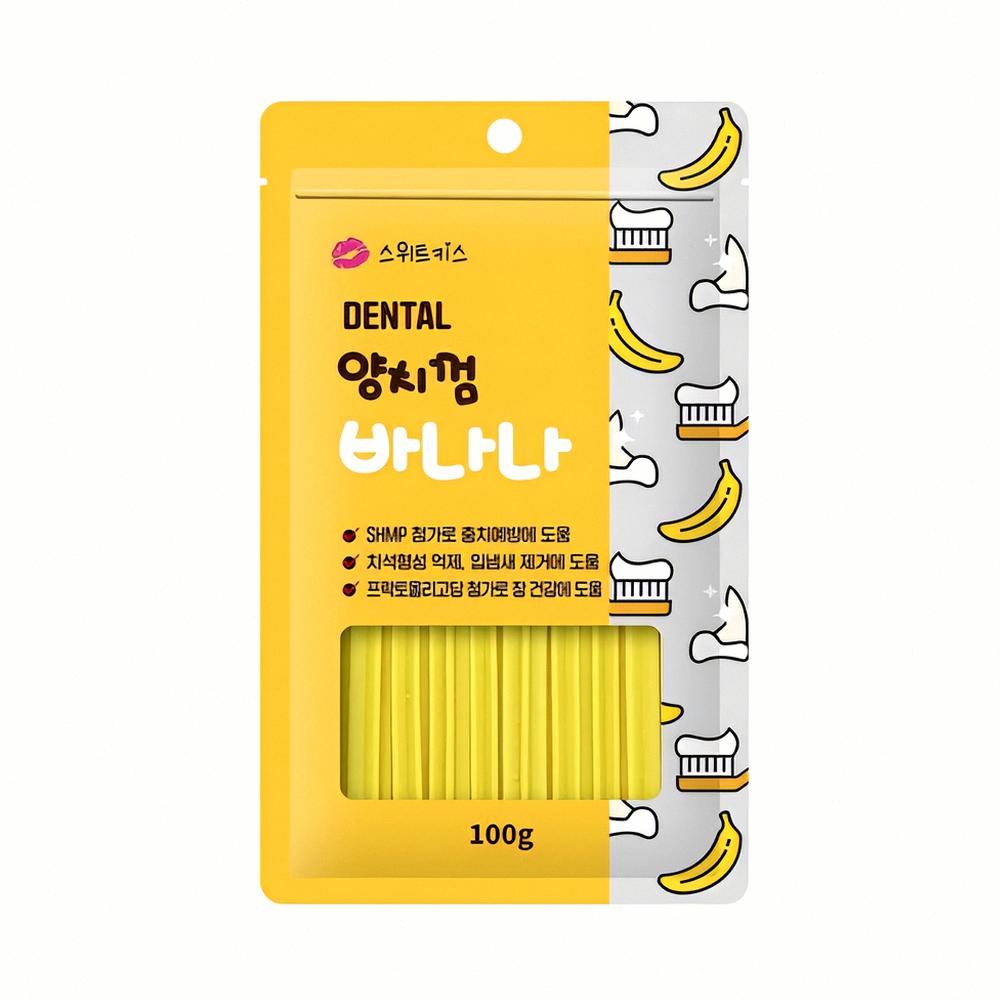 스위트키스
DENTAL
양치껌
바나나
SHMP 첨가로 충치예방에 도움
치석형성 억제, 입냄새 제거에 도움
프락토올리고당 첨가로 장 건강에 도움
100g